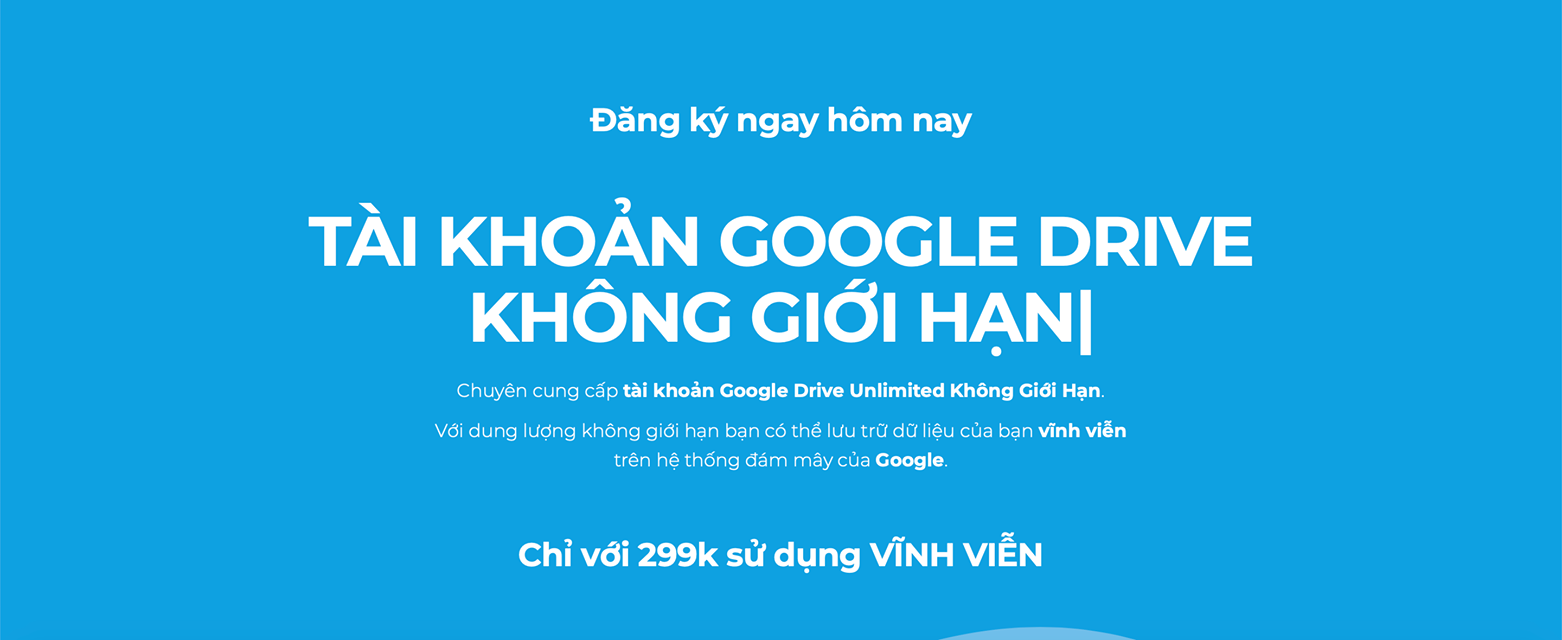 Đăng ký ngay hôm nay
TÀI KHOẢN GOOGLE DRIVE
KHÔNG GIỚI HẠN|
Chuyên cung cấp tài khoản Google Drive Unlimited Không Giới Hạn.
Với dung lượng không giới hạn bạn có thể lưu trữ dữ liệu của bạn vĩnh viễn
trên hệ thống đám mây của Google.
Chỉ với 299k sử dụng VĨNH VIỄN